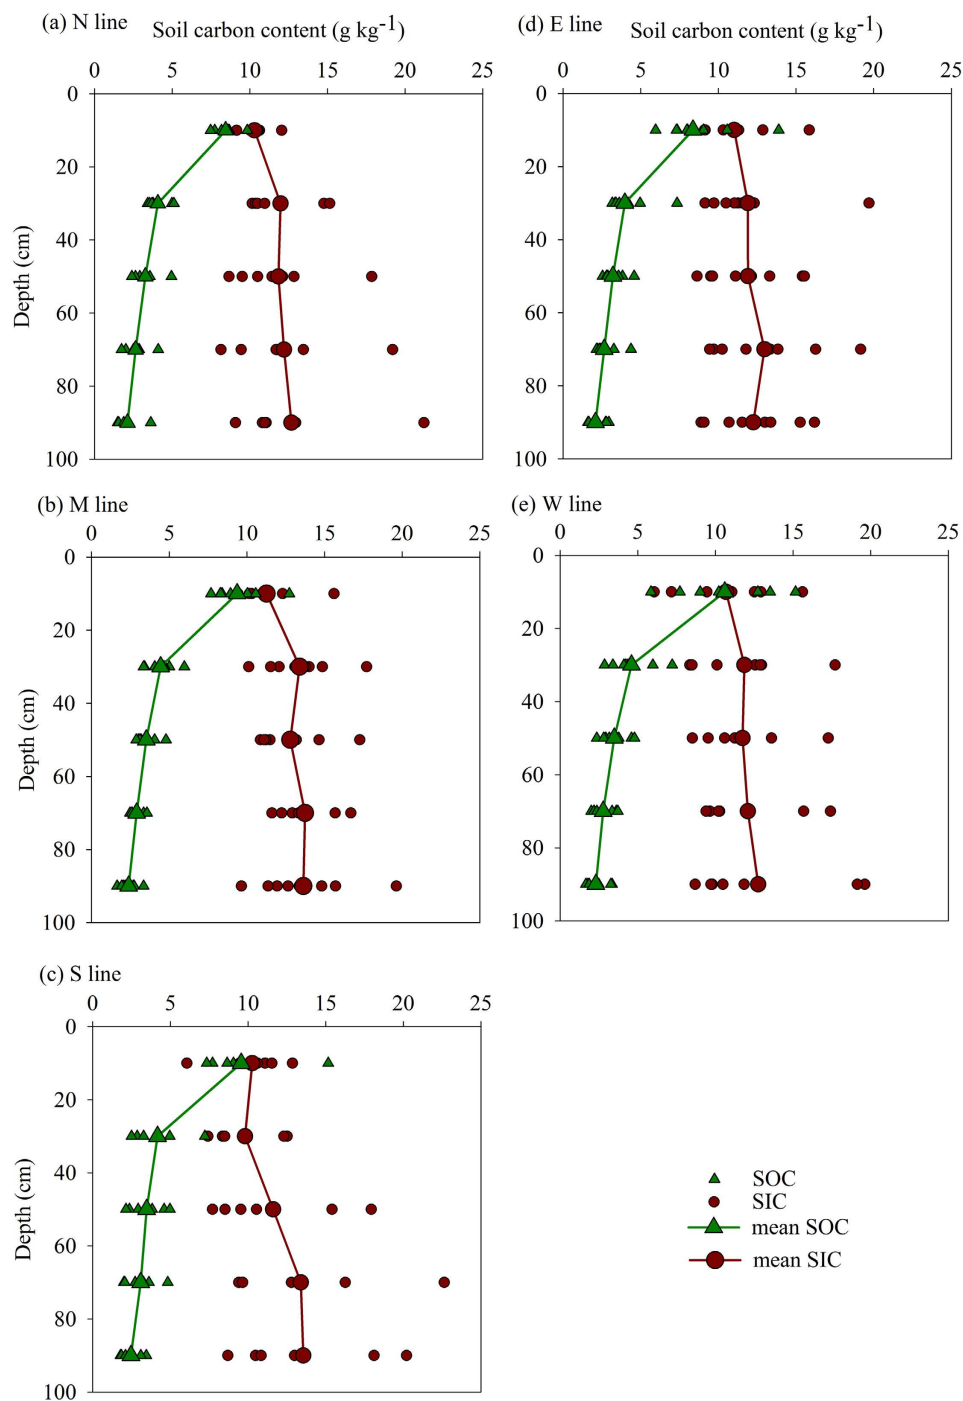 (a) N line
Soil carbon content (g kg-1)
0 5 10 15 20 25
0
20
40
60
80
100
Depth (cm)
(d) E line
Soil carbon content (g kg-1)
0 5 10 15 20 25
0
20
40
60
80
100
(b) M line
0 5 10 15 20 25
0
20
40
60
80
100
Depth (cm)
(e) W line
0 5 10 15 20 25
0
20
40
60
80
100
(c) S line
0 5 10 15 20 25
0
20
40
60
80
100
Depth (cm)
SOC
SIC
mean SOC
mean SIC